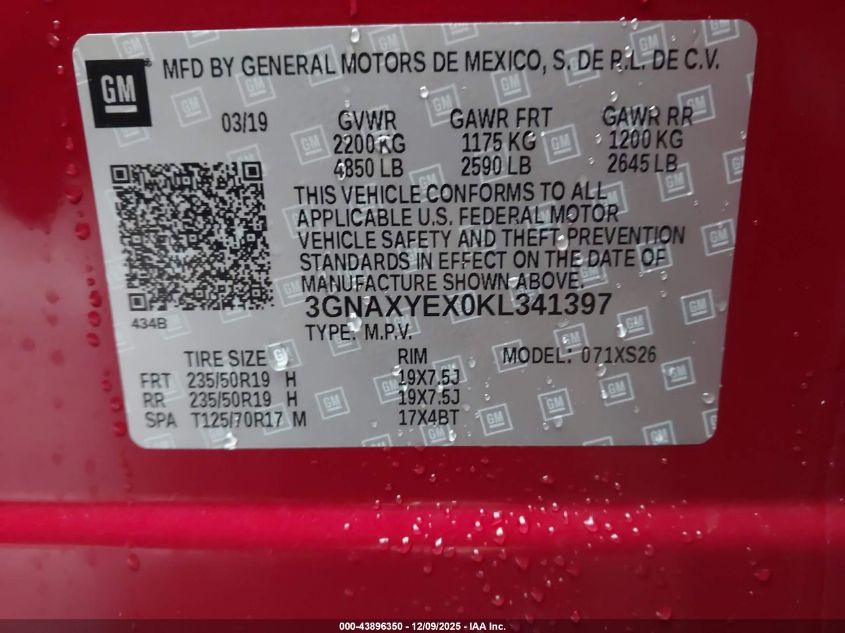 GM
MFD BY GENERAL MOTORS DE MEXICO, S. DE R.L. DE C.V.
03/19 GVWR GAWR FRT GAWR RR
2200 KG 1175 KG 1200 KG
4850 LB 2590 LB 2645 LB
THIS VEHICLE CONFORMS TO ALL
APPLICABLE U.S. FEDERAL MOTOR
VEHICLE SAFETY AND THEFT PREVENTION
STANDARDS IN EFFECT ON THE DATE OF
MANUFACTURE SHOWN ABOVE.
3GNAXYEX0KL341397
434B
TYPE: M.P.V.
TIRE SIZE RIM MODEL: 071XS26
FRT 235/50R19 H 19X7.5J
RR 235/50R19 H 19X7.5J
SPA T125/70R17 M 17X4BT
000-43896350 - 12/09/2025 - IAA Inc.